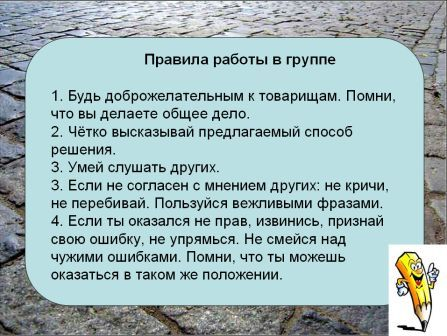 Правила работы в группе
1. Будь доброжелательным к товарищам. Помни,
что вы делаете общее дело.
2. Чётко высказывай предлагаемый способ
решения.
3. Умей слушать других.
3. Если не согласен с мнением других: не кричи,
не перебивай. Пользуйся вежливыми фразами.
4. Если ты оказался не прав, извинись, признай
свою ошибку, не упрямься. Не смейся над
чужими ошибками. Помни, что ты можешь
оказаться в таком же положении.